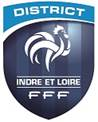 DISTRICT
INDRE ET LOIRE
FFF